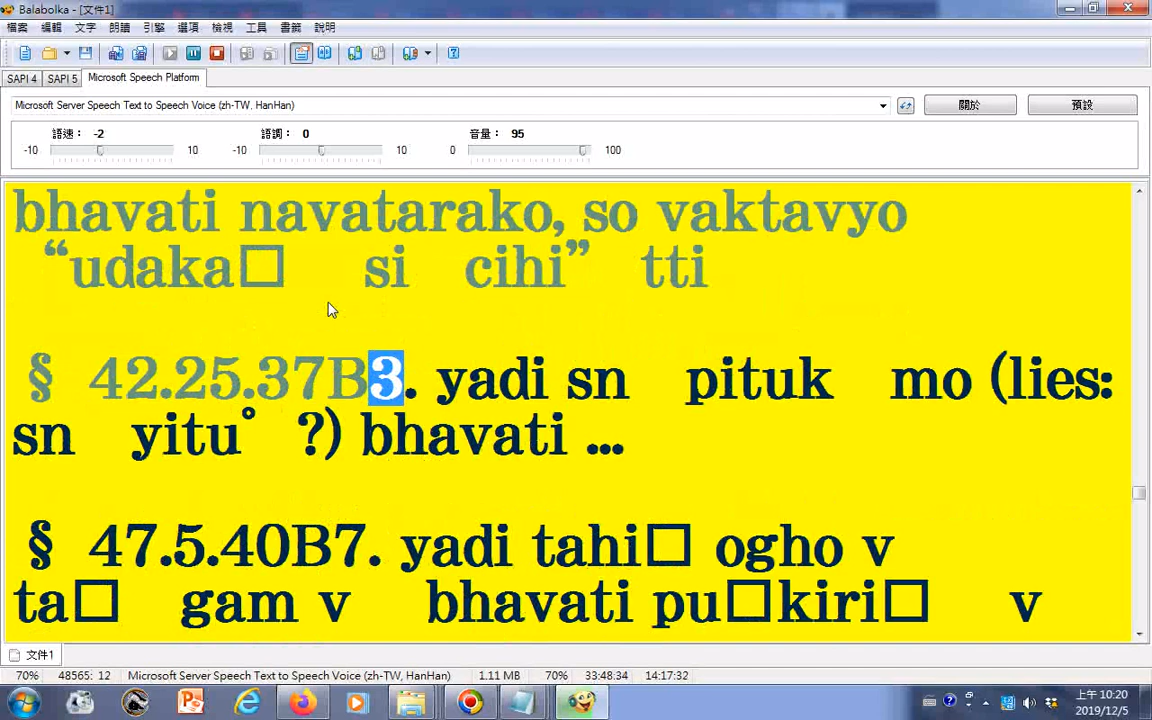 Balabolka - [文件1]
檔案 編輯 文字 朗讀 引擎 選項 檢視 工具 書籤 說明
SAPI 4 SAPI 5 Microsoft Speech Platform
Microsoft Server Speech Text to Speech Voice (zh-TW, HanHan)
關於 預設
語速： -2 語調： 0 音量： 95
-10 10 -10 10 0 100
bhavati navatarako, so vaktavyo
“udaka□ si cihi” tti
§ 42.25.37B3. yadi sn pituk mo (lies:
sn yitu° ?) bhavati ...
§ 47.5.40B7. yadi tahi□ ogho v
ta□ gam v bhavati pu□kiri□ v
文件1
70% 48565: 12 Microsoft Server Speech Text to Speech Voice (zh-TW, HanHan) 1.11 MB 70% 33:48:34 14:17:32
上午 10:20
2019/12/5